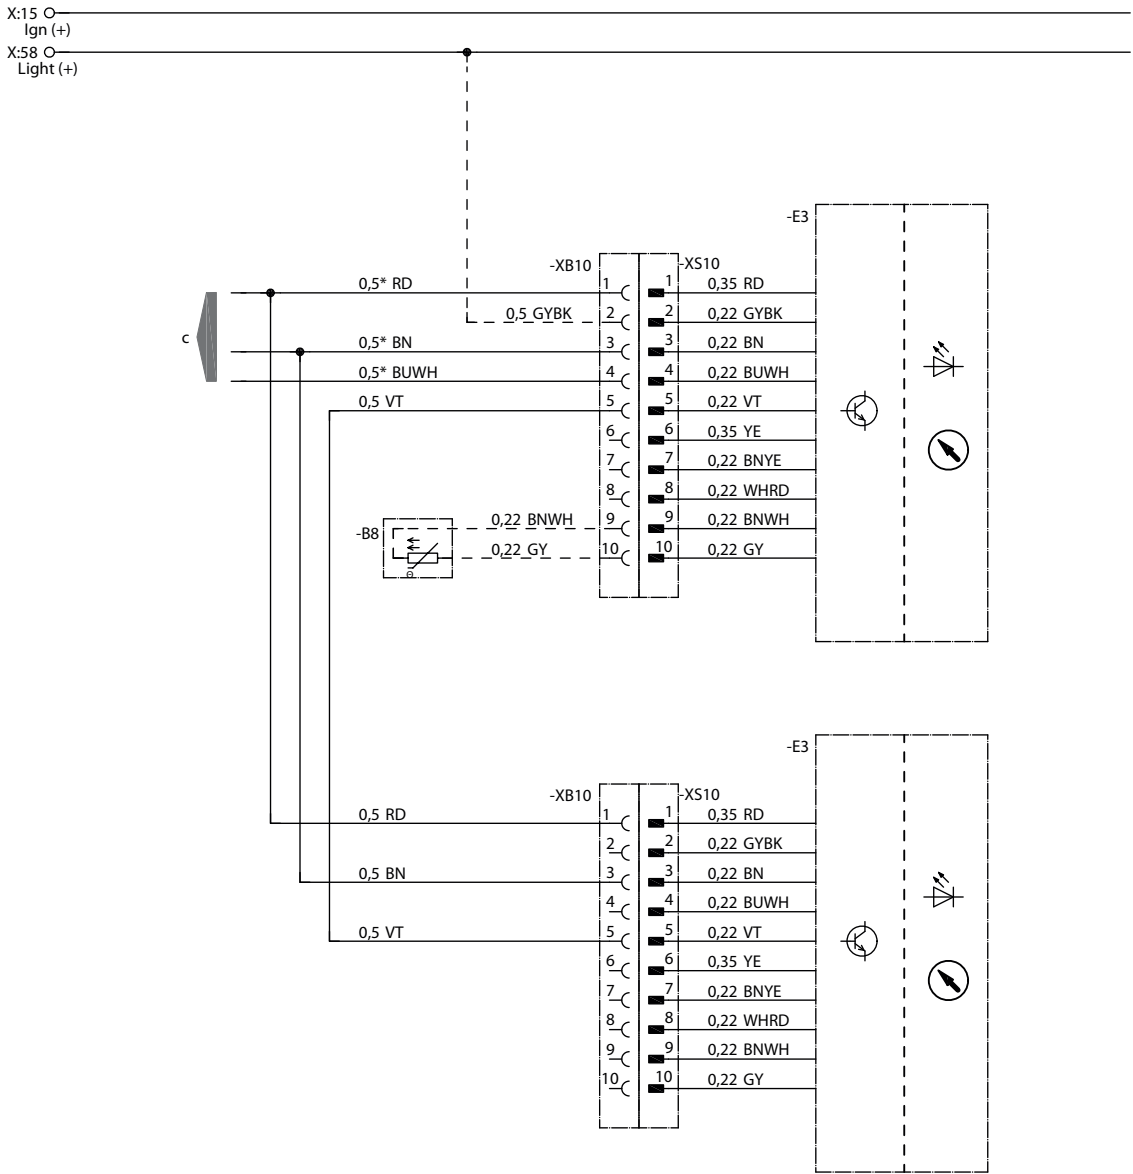 X:15
Ign (+)
X:58
Light (+)
-E3
-XB10
-XS10
0,5* RD
1
1
0,35 RD
0,5 GYBK
2
2
0,22 GYBK
c
0,5* BN
3
3
0,22 BN
0,5* BUWH
4
4
0,22 BUWH
0,5 VT
5
5
0,22 VT
6
6
0,35 YE
7
7
0,22 BNYE
8
8
0,22 WHRD
-B8
0,22 BNWH
9
9
0,22 BNWH
0,22 GY
10
10
0,22 GY
Θ
-E3
-XB10
-XS10
0,5 RD
1
1
0,35 RD
2
2
0,22 GYBK
0,5 BN
3
3
0,22 BN
4
4
0,22 BUWH
0,5 VT
5
5
0,22 VT
6
6
0,35 YE
7
7
0,22 BNYE
8
8
0,22 WHRD
9
9
0,22 BNWH
10
10
0,22 GY